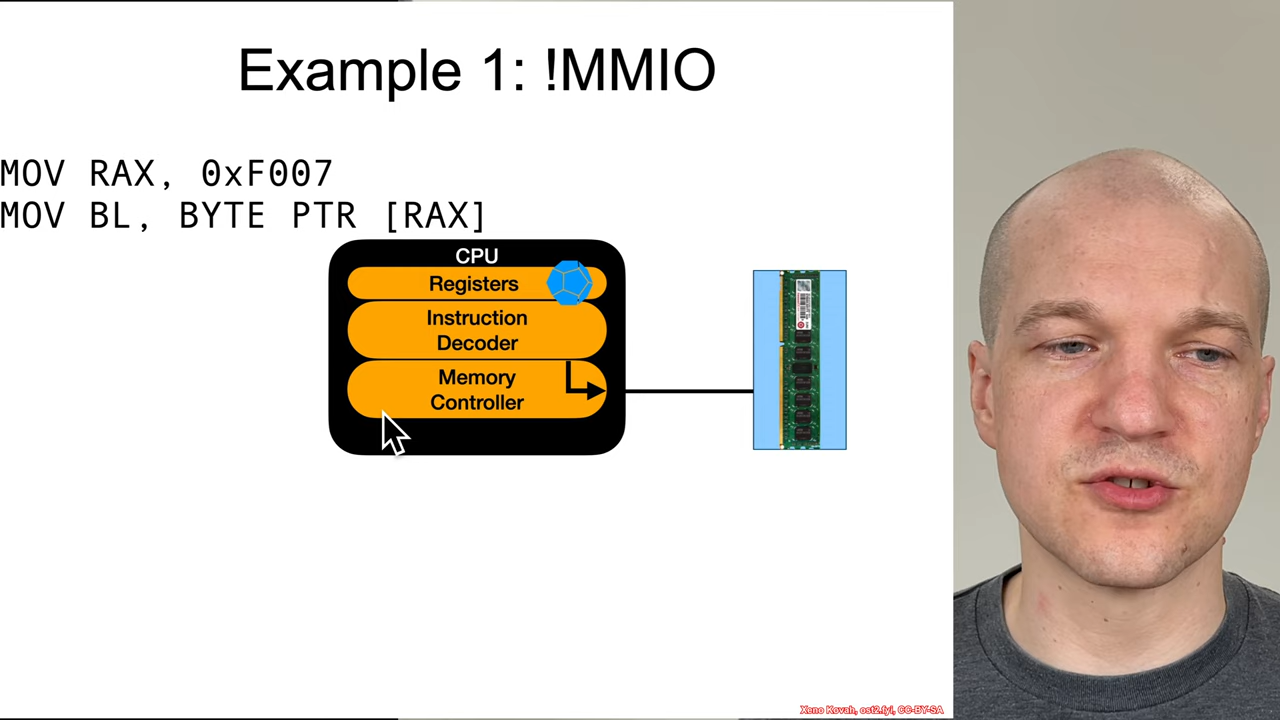 Example 1: !MMIO
MOV RAX, 0xF007
MOV BL, BYTE PTR [RAX]
CPU
Registers
Instruction
Decoder
Memory
Controller
Xeno Kovah, ost2.fyi, CC-BY-SA